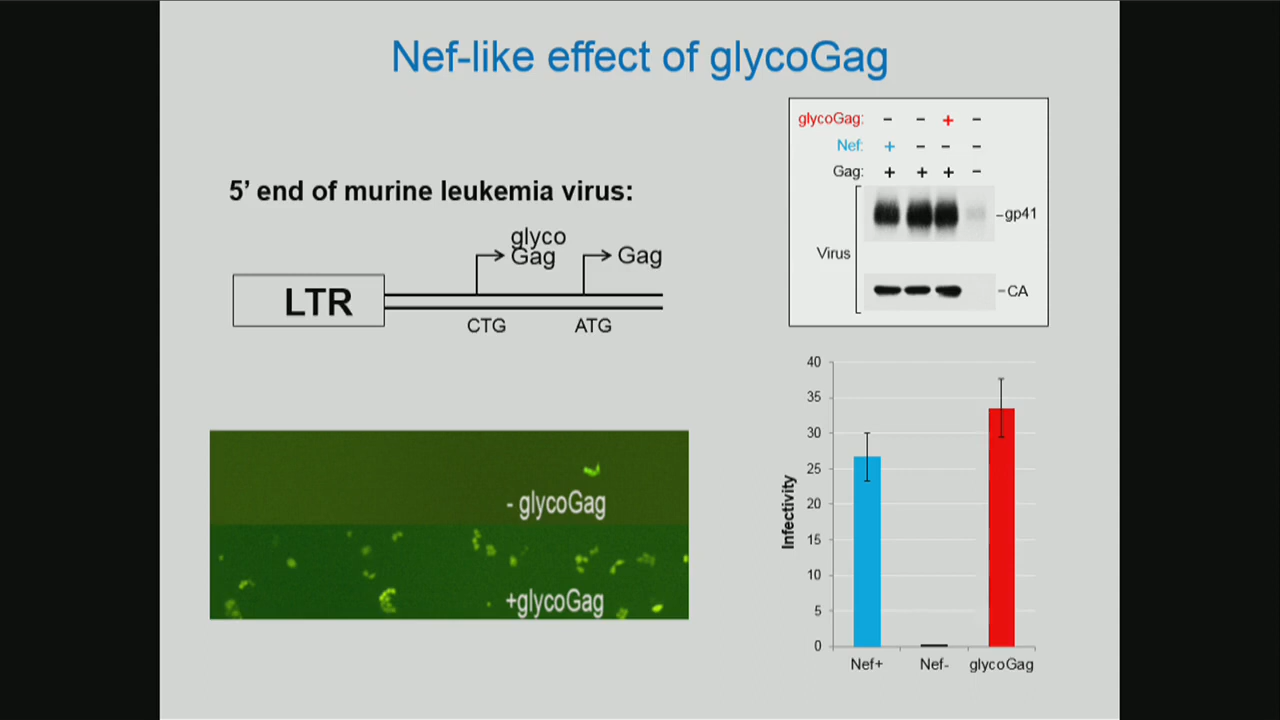 Nef-like effect of glycoGag
5' end of murine leukemia virus:
glyco
Gag
Gag
LTR
CTG
ATG
- glycoGag
+glycoGag
glycoGag: - - + -
Nef: + - - -
Gag: + + + -
Virus
-gp41
-CA
Infectivity
40
35
30
25
20
15
10
5
0
Nef+ Nef- glycoGag